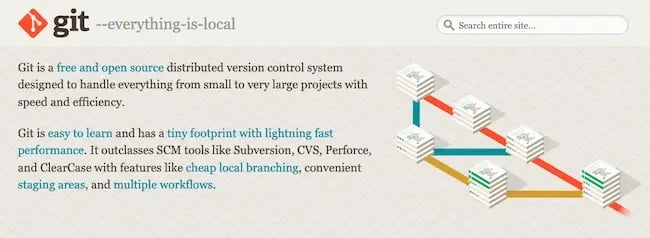 git --everything-is-local
Search entire site...
Git is a free and open source distributed version control system
designed to handle everything from small to very large projects with
speed and efficiency.
Git is easy to learn and has a tiny footprint with lightning fast
performance. It outclasses SCM tools like Subversion, CVS, Perforce,
and ClearCase with features like cheap local branching, convenient
staging areas, and multiple workflows.